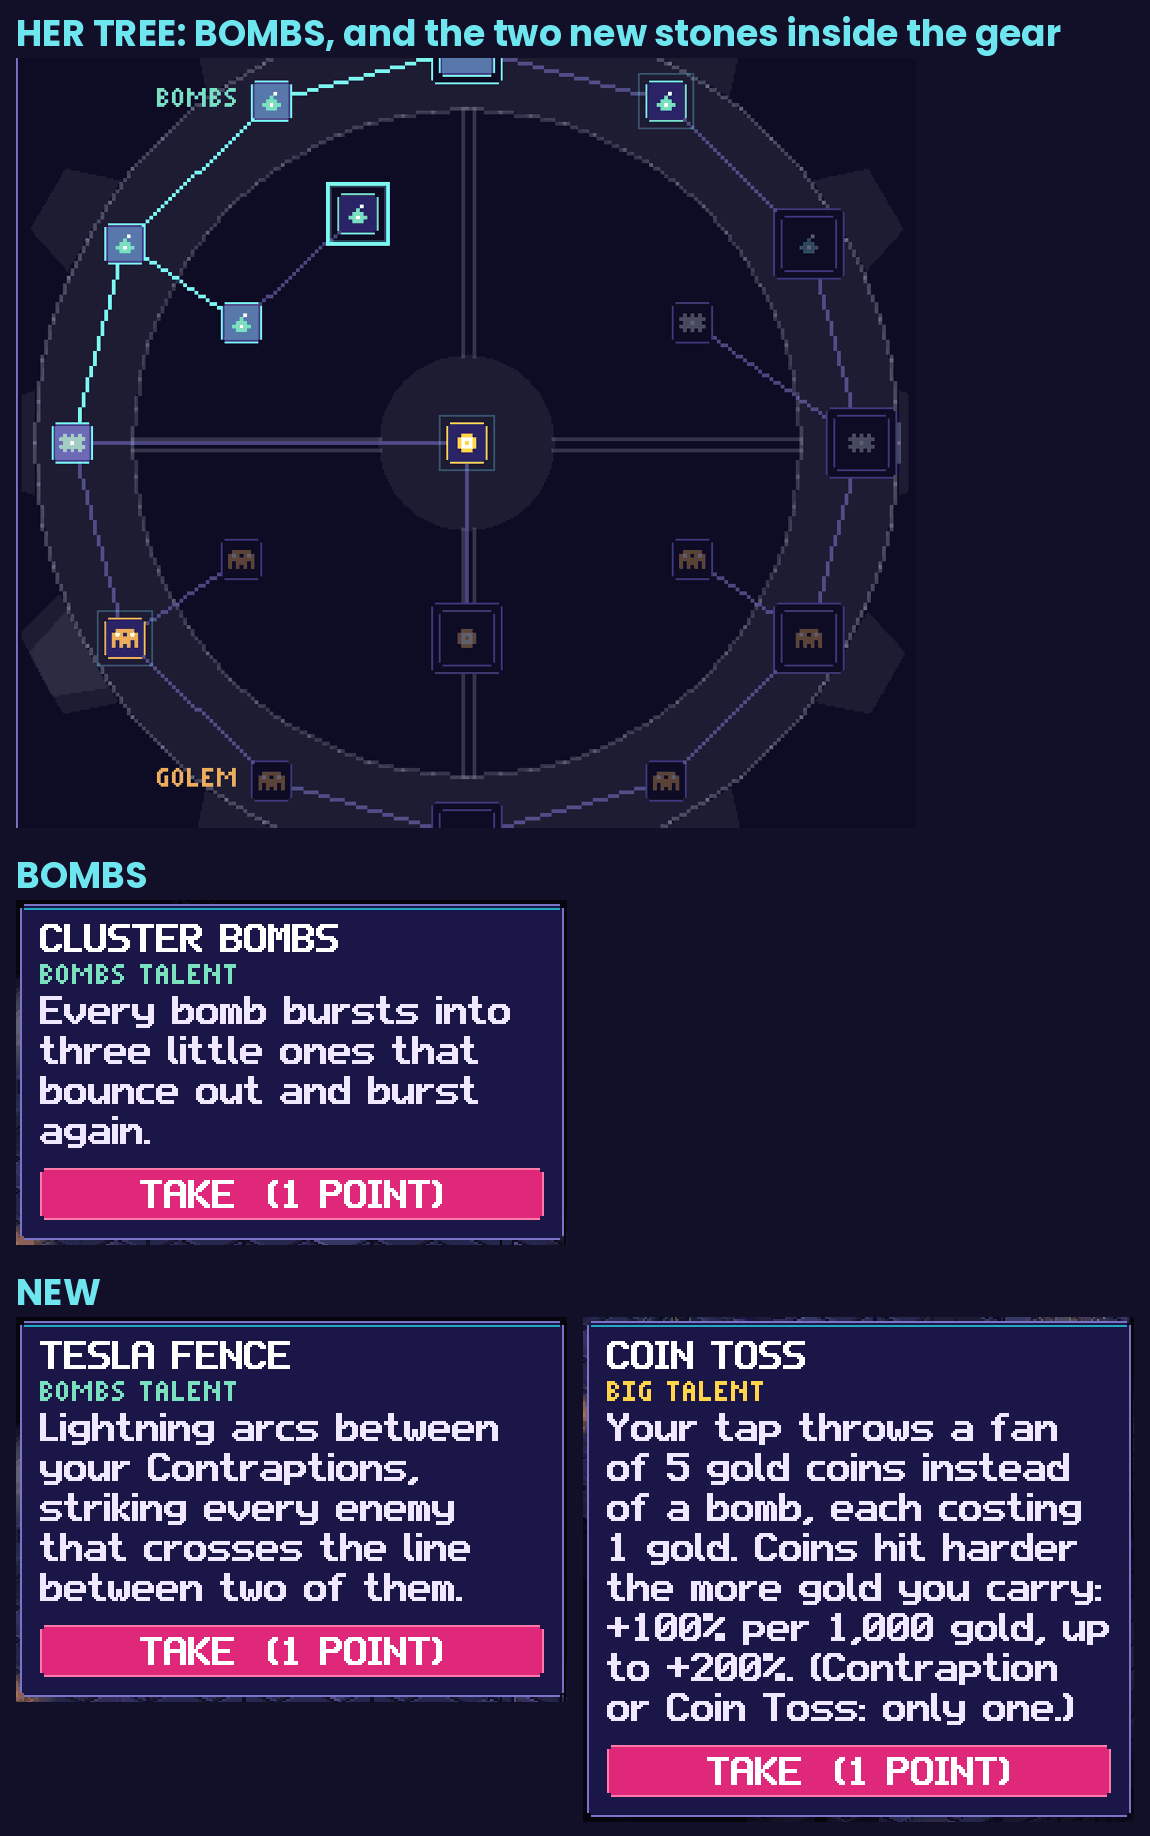 HER TREE: BOMBS, and the two new stones inside the gear
BOMBS
GOLEM
BOMBS
CLUSTER BOMBS
BOMBS TALENT
Every bomb bursts into
three little ones that
bounce out and burst
again.
TAKE (1 POINT)
NEW
TESLA FENCE
BOMBS TALENT
Lightning arcs between
your Contraptions,
striking every enemy
that crosses the line
between two of them.
TAKE (1 POINT)
COIN TOSS
BIG TALENT
Your tap throws a fan
of 5 gold coins instead
of a bomb, each costing
1 gold. Coins hit harder
the more gold you carry:
+100% per 1,000 gold, up
to +200%. (Contraption
or Coin Toss: only one.)
TAKE (1 POINT)